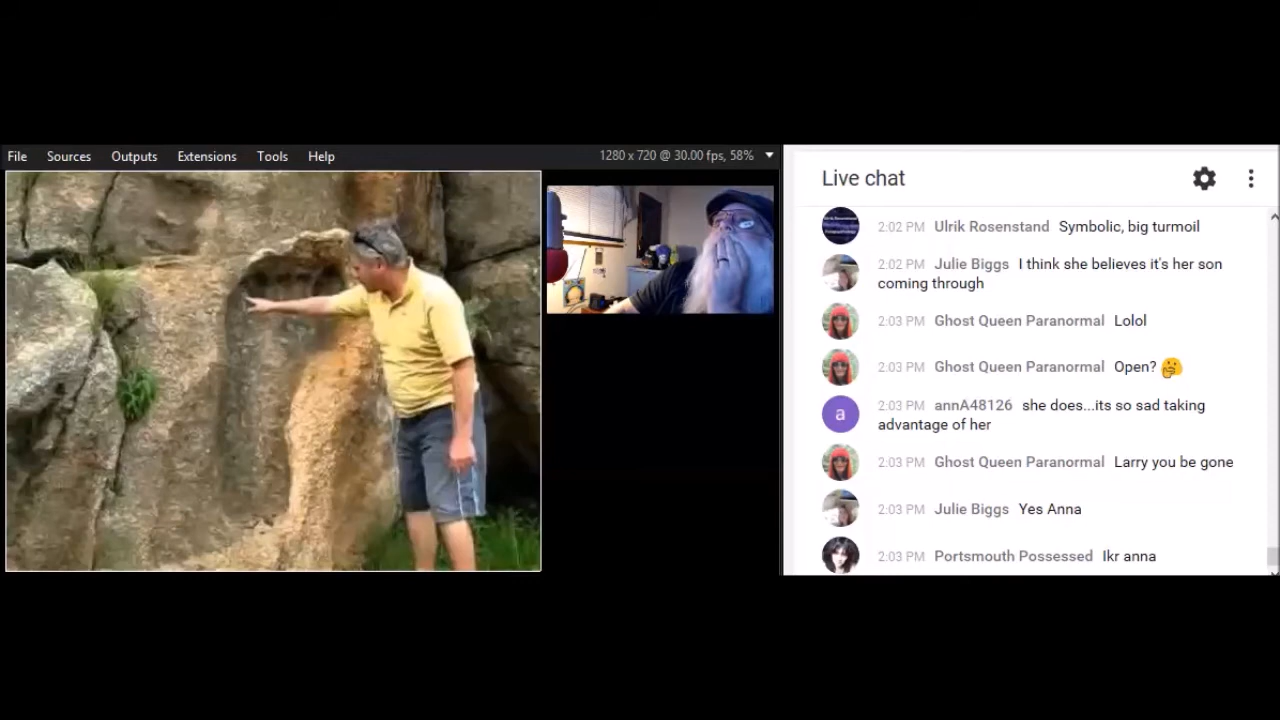 File Sources Outputs Extensions Tools Help 1280 x 720 @ 30.00 fps, 58%
Live chat
2:02 PM Ulrik Rosenstand Symbolic, big turmoil
2:02 PM Julie Biggs I think she believes it's her son
coming through
2:03 PM Ghost Queen Paranormal Lolol
2:03 PM Ghost Queen Paranormal Open? 🤔
a
2:03 PM annA48126 she does...its so sad taking
advantage of her
2:03 PM Ghost Queen Paranormal Larry you be gone
2:03 PM Julie Biggs Yes Anna
2:03 PM Portsmouth Possessed Ikr anna